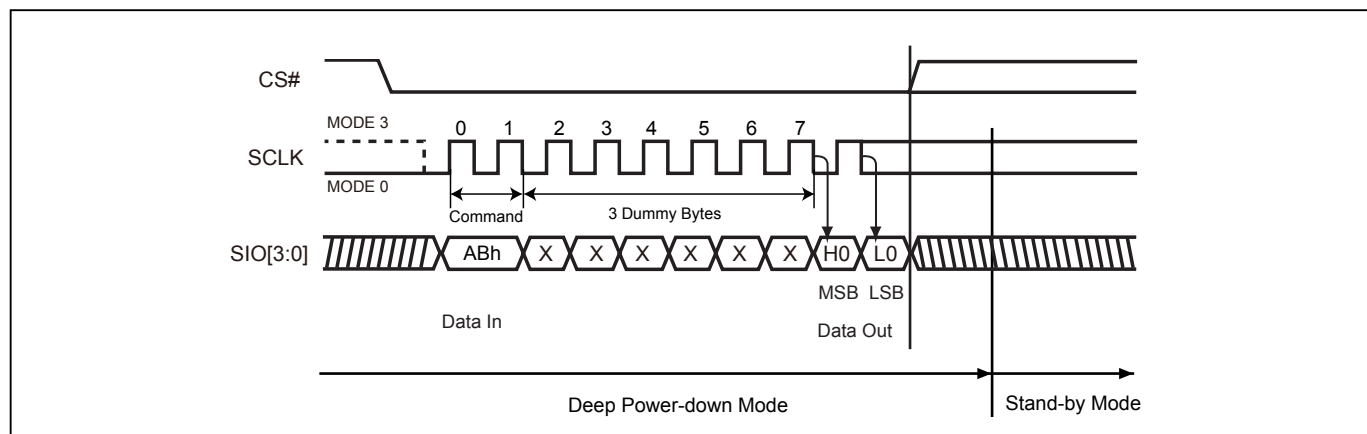 CS#
MODE 3
0 1 2 3 4 5 6 7
SCLK
MODE 0
Command
3 Dummy Bytes
SIO[3:0]
ABh X X X X X X H0 L0
MSB LSB
Data In
Data Out
Deep Power-down Mode
Stand-by Mode